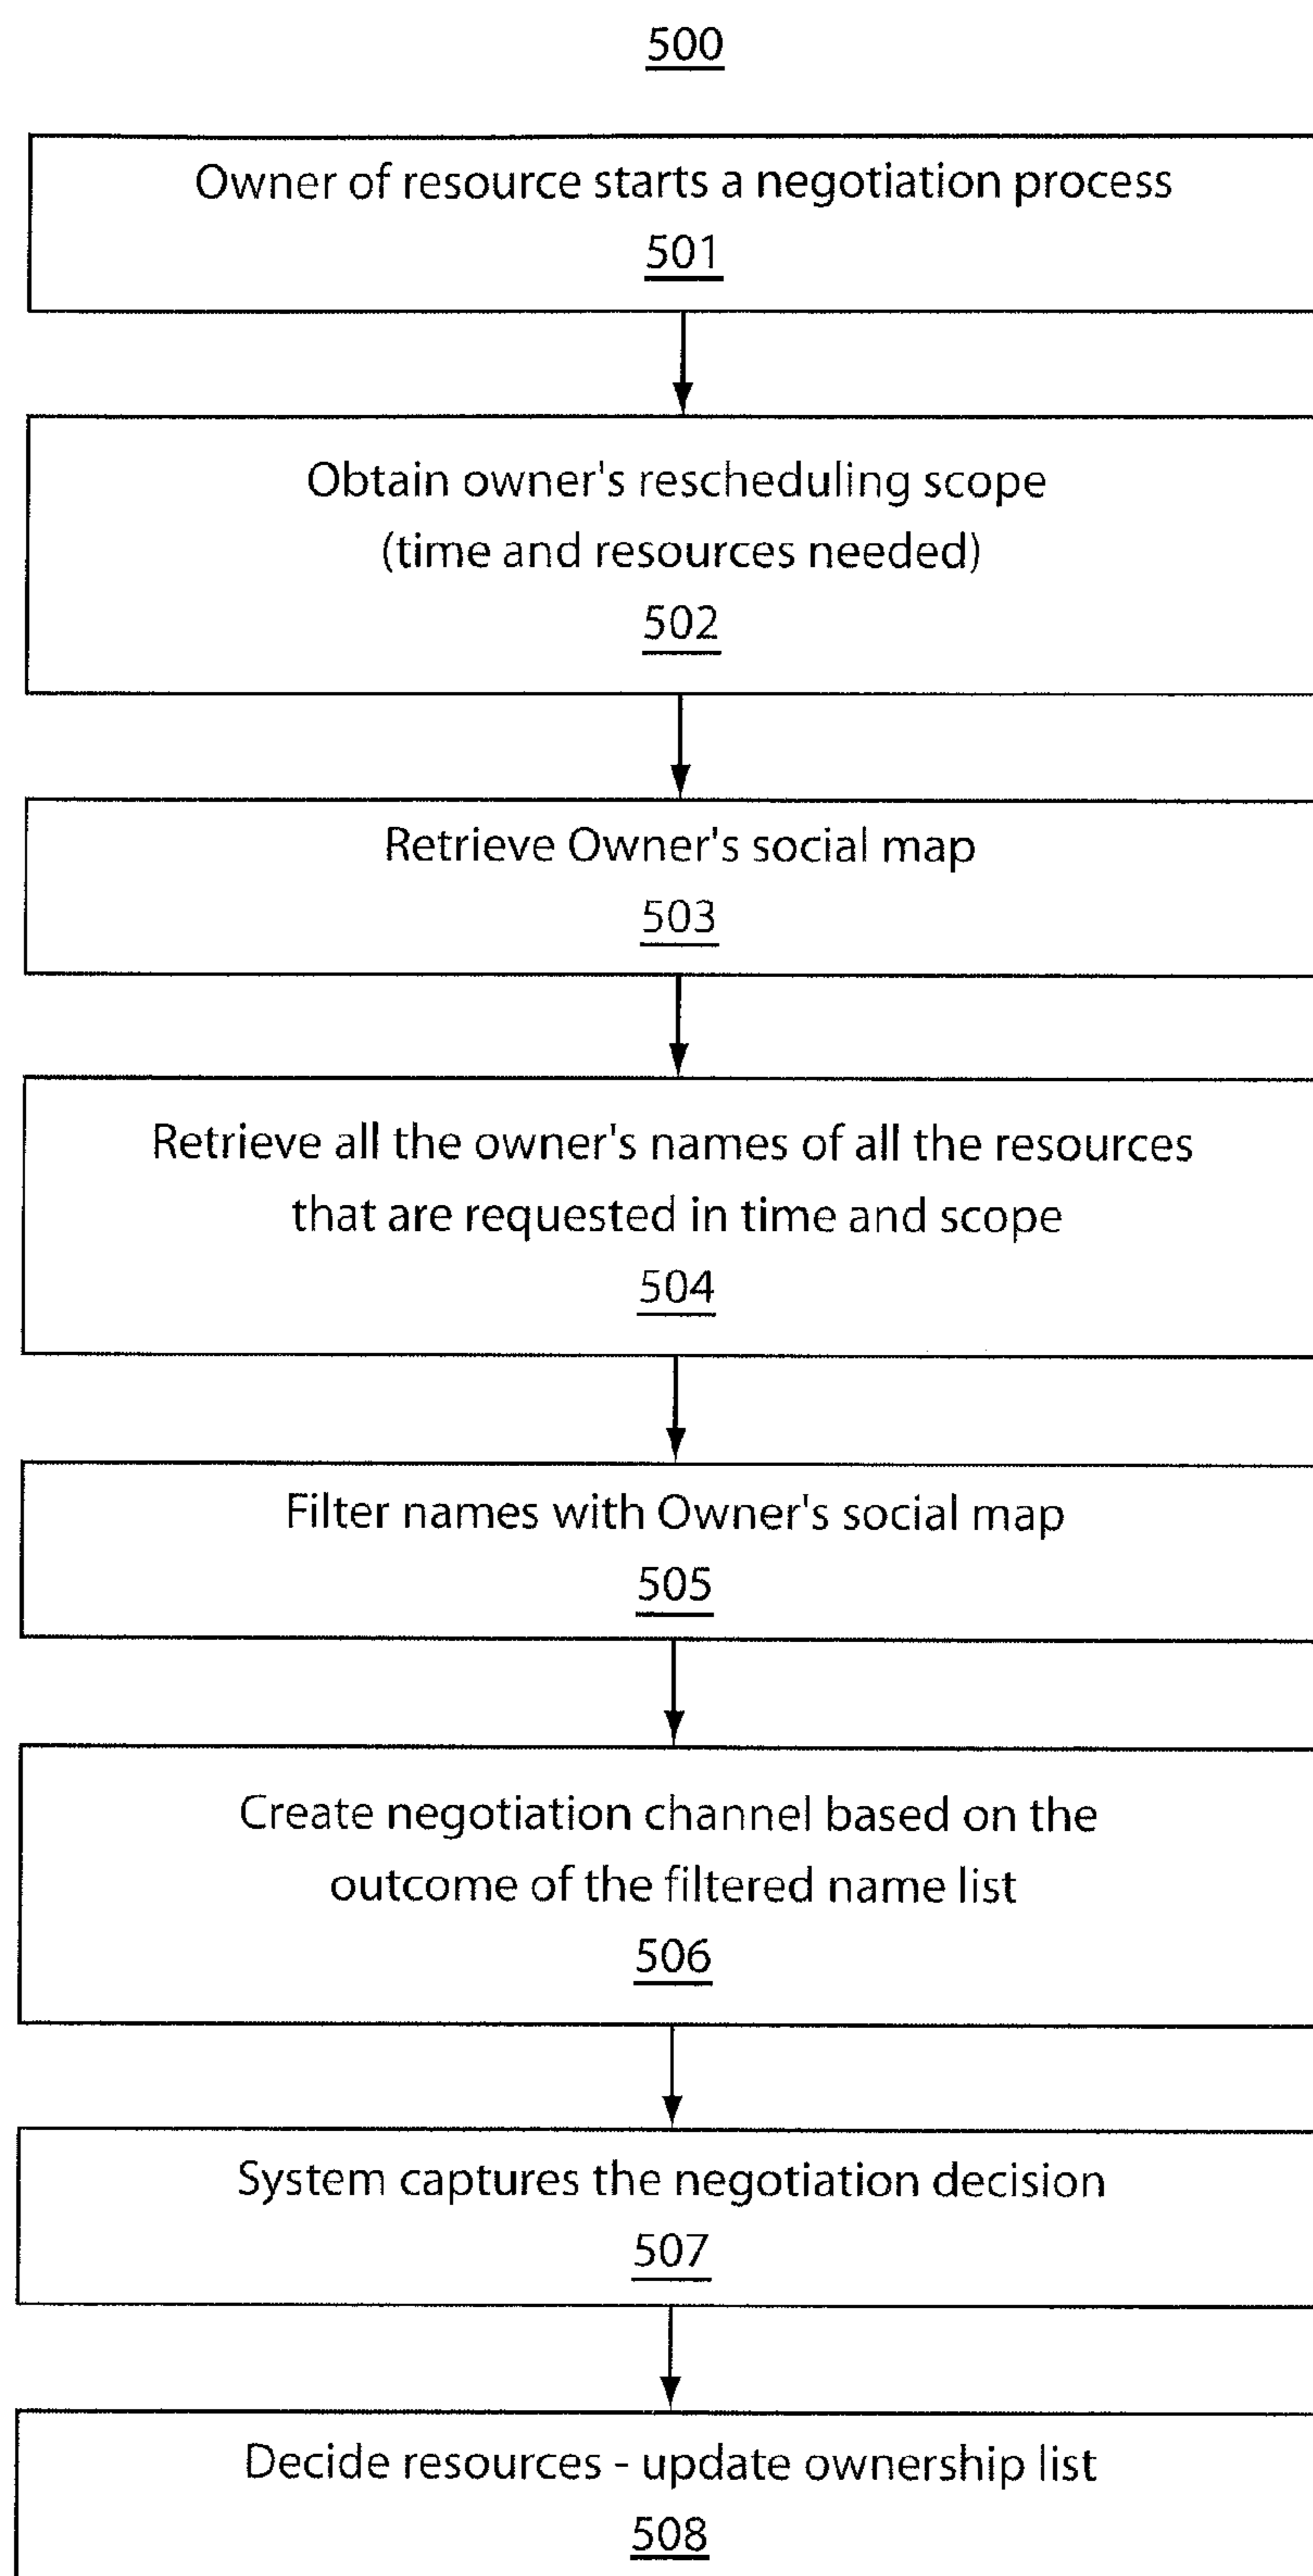 500
Owner of resource starts a negotiation process
501
Obtain owner's rescheduling scope
(time and resources needed)
502
Retrieve Owner's social map
503
Retrieve all the owner's names of all the resources
that are requested in time and scope
504
Filter names with Owner's social map
505
Create negotiation channel based on the
outcome of the filtered name list
506
System captures the negotiation decision
507
Decide resources - update ownership list
508